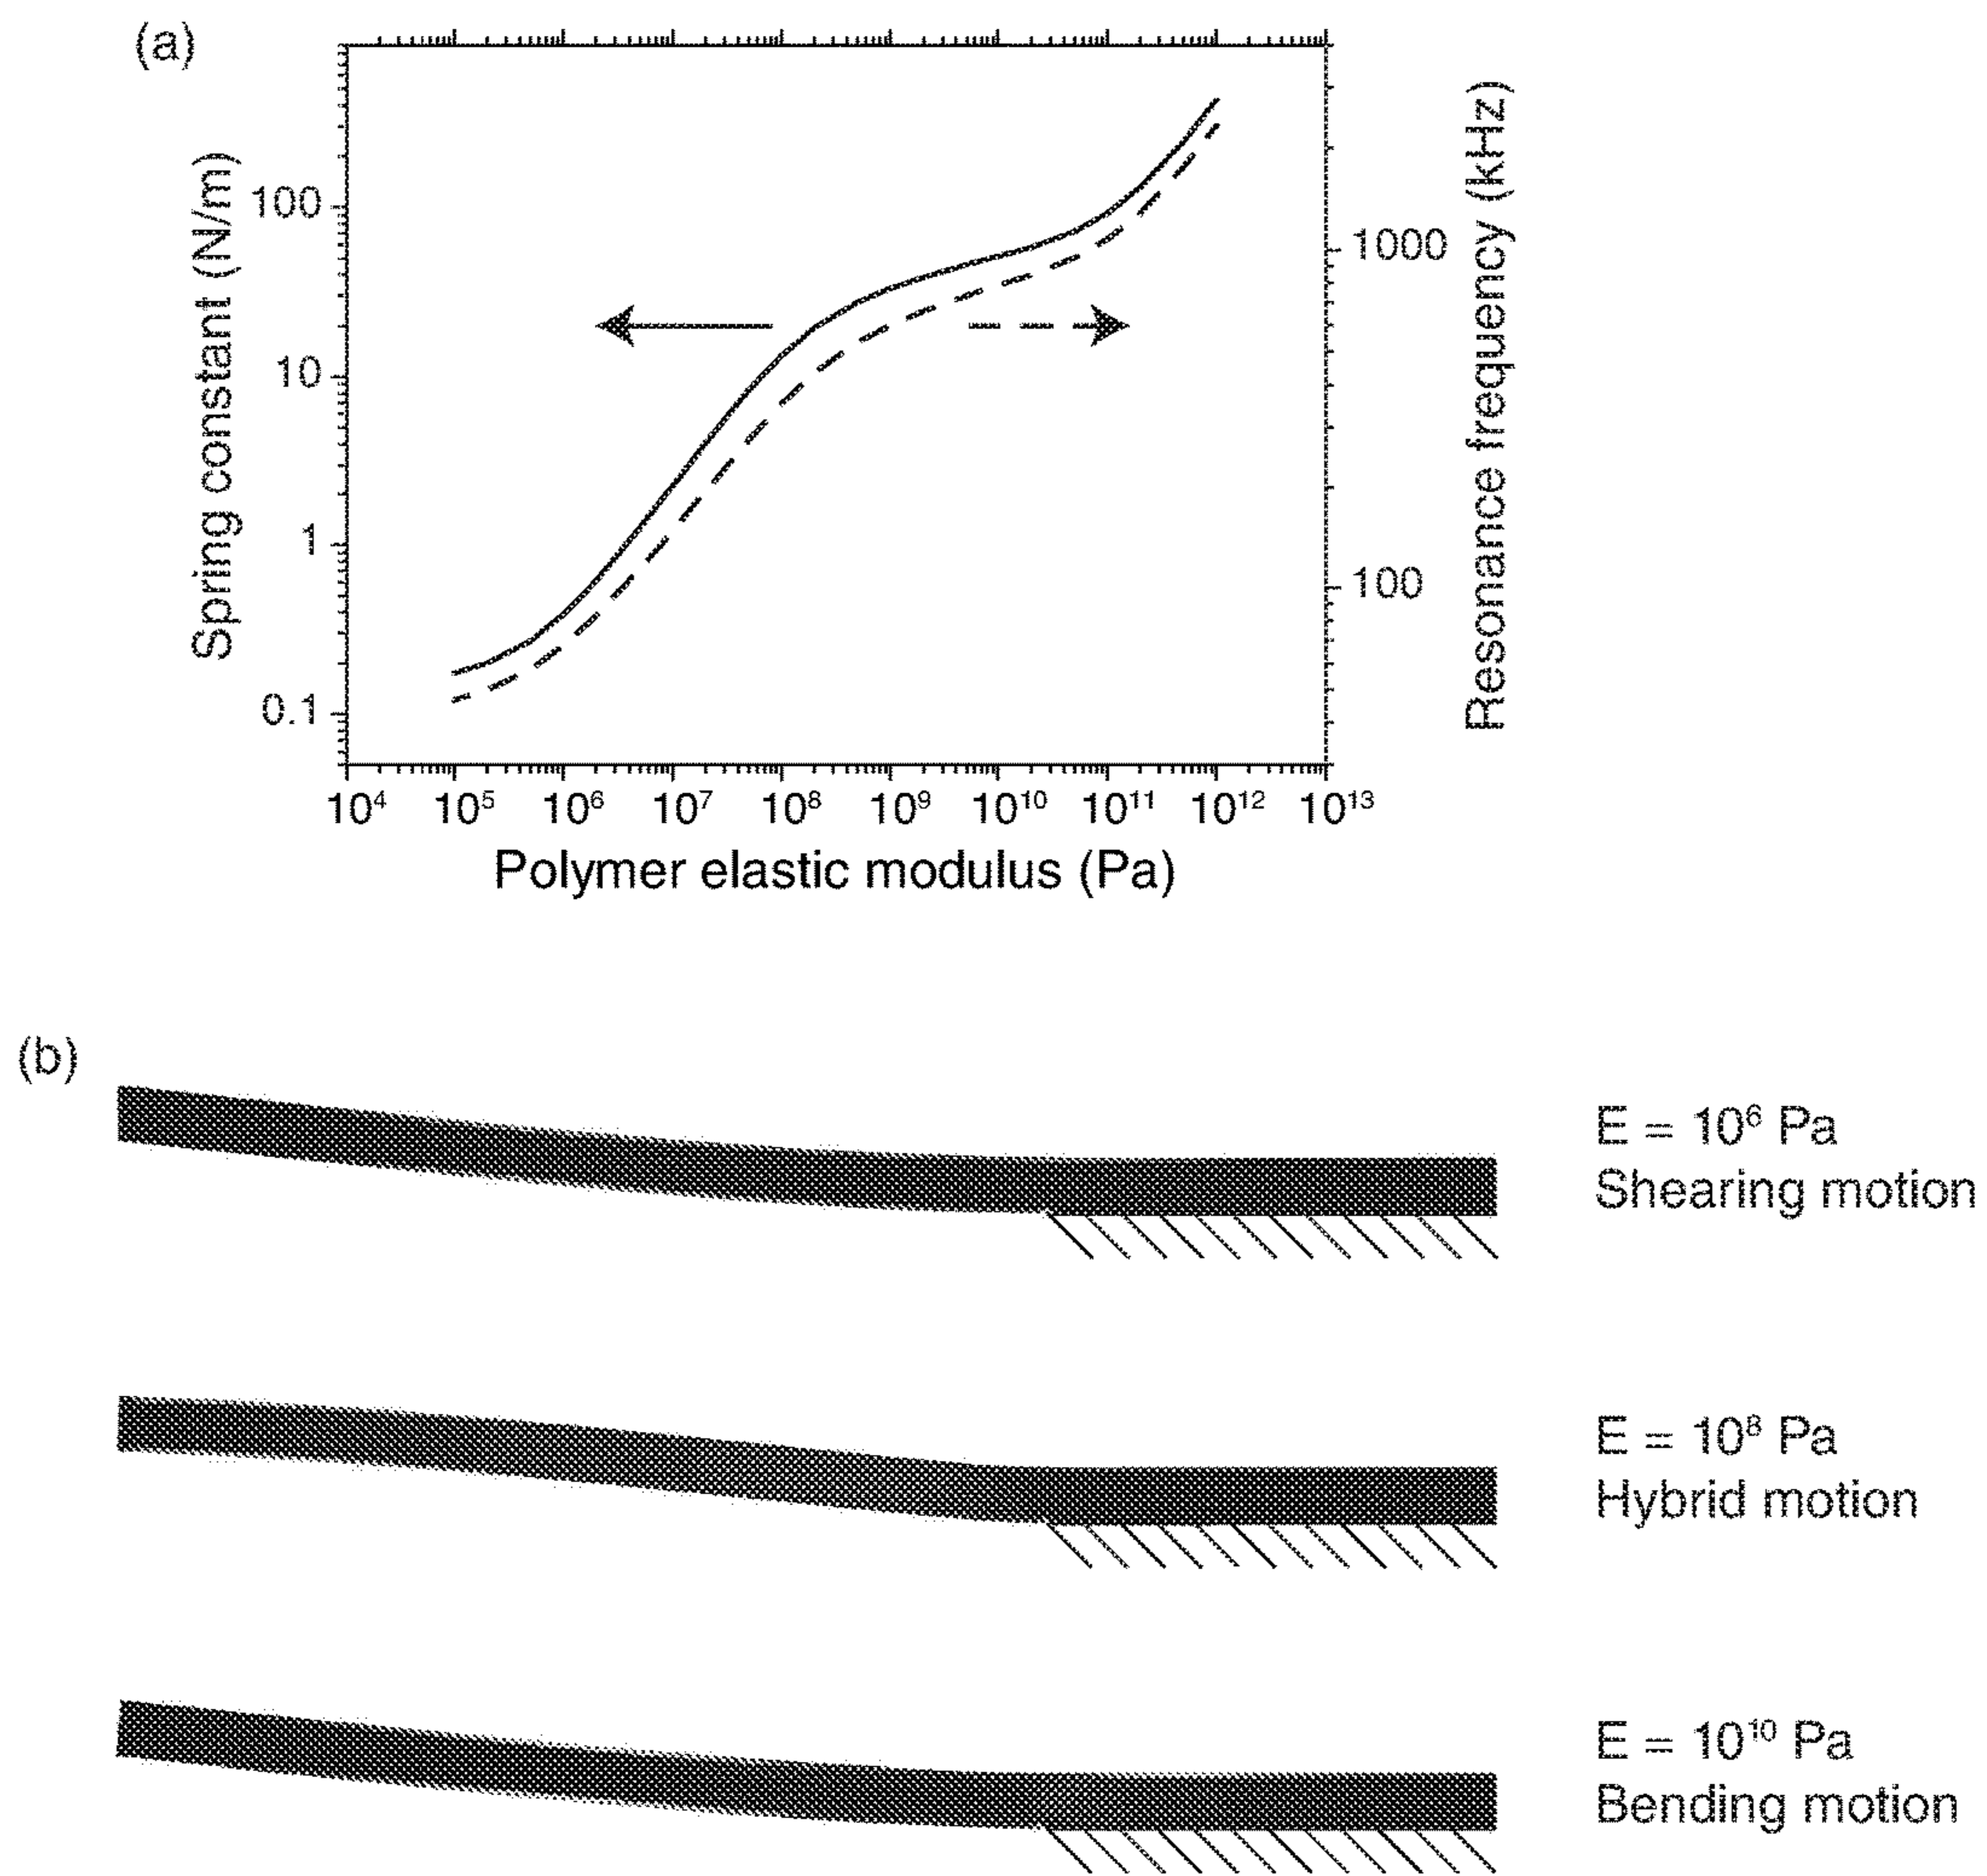 (a)
Spring constant (N/m)
100
10
1
0.1
Resonance frequency (kHz)
1000
100
10⁴ 10⁵ 10⁶ 10⁷ 10⁸ 10⁹ 10¹⁰ 10¹¹ 10¹² 10¹³
Polymer elastic modulus (Pa)
(b)
E = 10⁶ Pa
Shearing motion
E = 10⁸ Pa
Hybrid motion
E = 10¹⁰ Pa
Bending motion